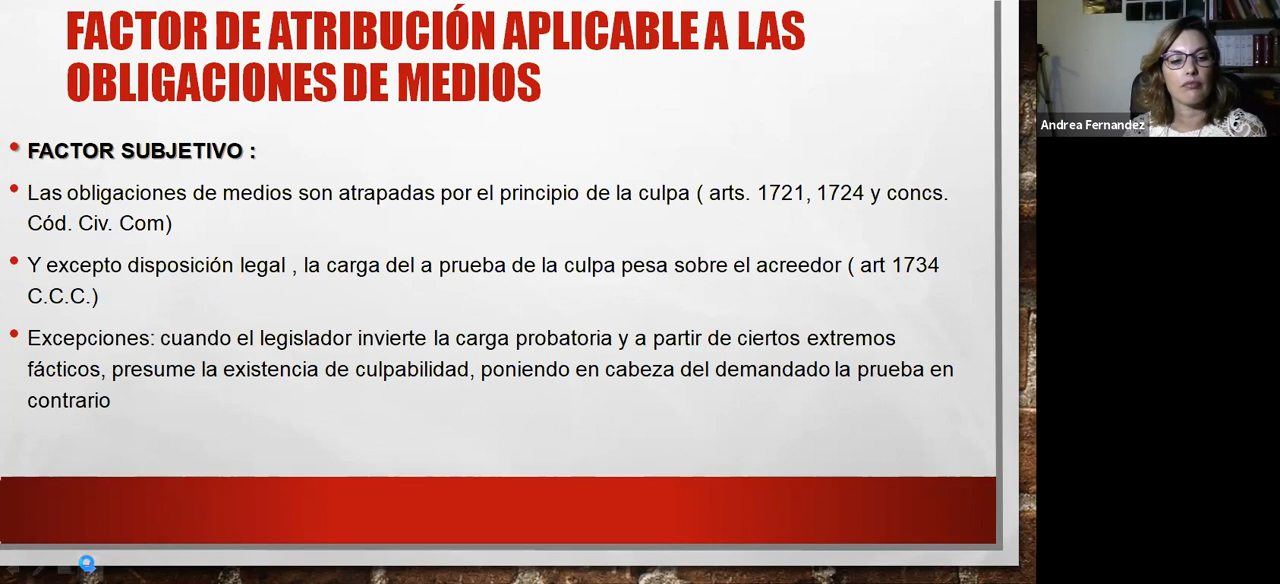 FACTOR DE ATRIBUCIÓN APLICABLE A LAS
OBLIGACIONES DE MEDIOS
FACTOR SUBJETIVO :
Las obligaciones de medios son atrapadas por el principio de la culpa ( arts. 1721, 1724 y concs.
Cód. Civ. Com)
Y excepto disposición legal , la carga del a prueba de la culpa pesa sobre el acreedor ( art 1734
C.C.C.)
Excepciones: cuando el legislador invierte la carga probatoria y a partir de ciertos extremos
fácticos, presume la existencia de culpabilidad, poniendo en cabeza del demandado la prueba en
contrario
Andrea Fernandez